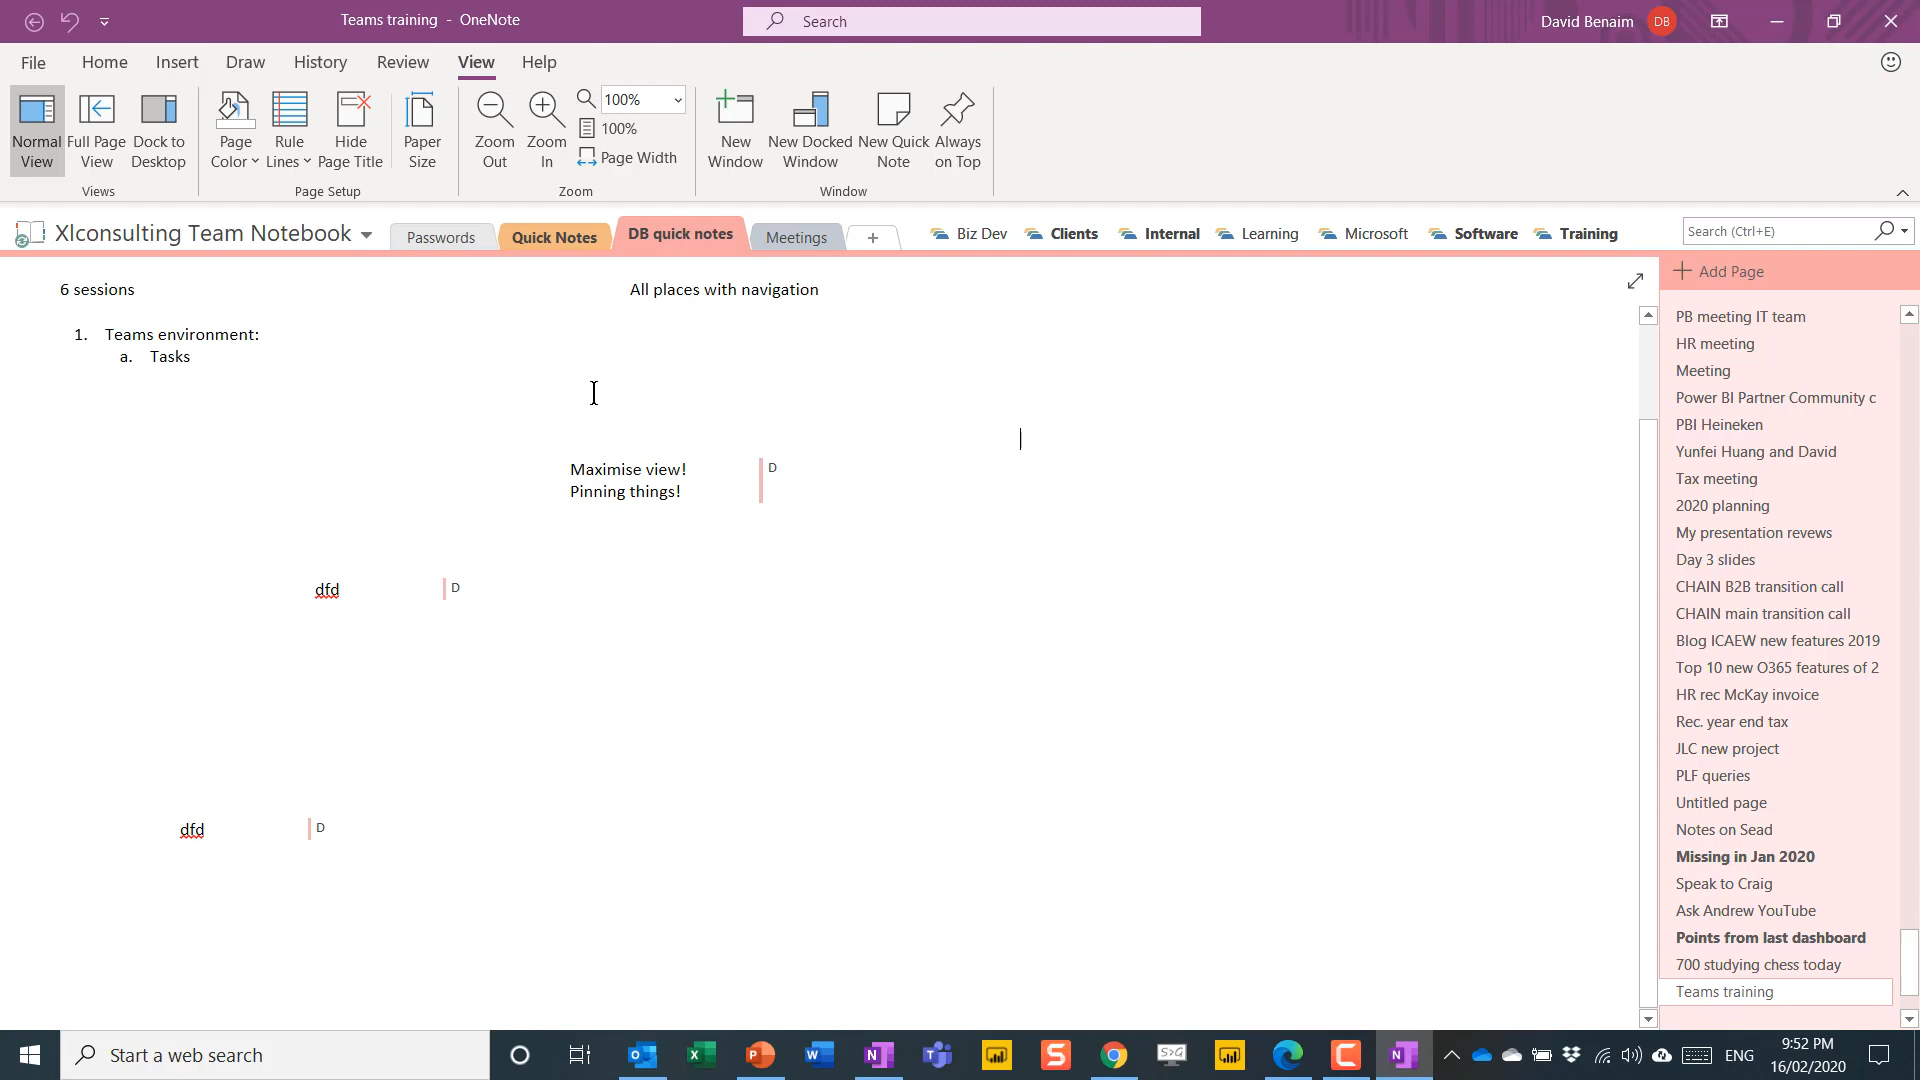 Teams training - OneNote
Search
David Benaim
DB
File
Home
Insert
Draw
History
Review
View
Help
Normal View
Full Page View
Dock to Desktop
Views
Page Color
Rule Lines
Hide Page Title
Paper Size
Page Setup
Zoom Out
Zoom In
100%
100%
Page Width
Zoom
New Window
New Docked Window
New Quick Note
Always on Top
Window
Xlconsulting Team Notebook
Passwords
Quick Notes
DB quick notes
Meetings
Biz Dev
Clients
Internal
Learning
Microsoft
Software
Training
Search (Ctrl+E)
6 sessions
All places with navigation
1. Teams environment:
a. Tasks
Maximise view!
Pinning things!
D
dfd
D
dfd
D
Add Page
PB meeting IT team
HR meeting
Meeting
Power BI Partner Community c
PBI Heineken
Yunfei Huang and David
Tax meeting
2020 planning
My presentation revews
Day 3 slides
CHAIN B2B transition call
CHAIN main transition call
Blog ICAEW new features 2019
Top 10 new O365 features of 2
HR rec McKay invoice
Rec. year end tax
JLC new project
PLF queries
Untitled page
Notes on Sead
Missing in Jan 2020
Speak to Craig
Ask Andrew YouTube
Points from last dashboard
700 studying chess today
Teams training
Start a web search
ENG
9:52 PM
16/02/2020